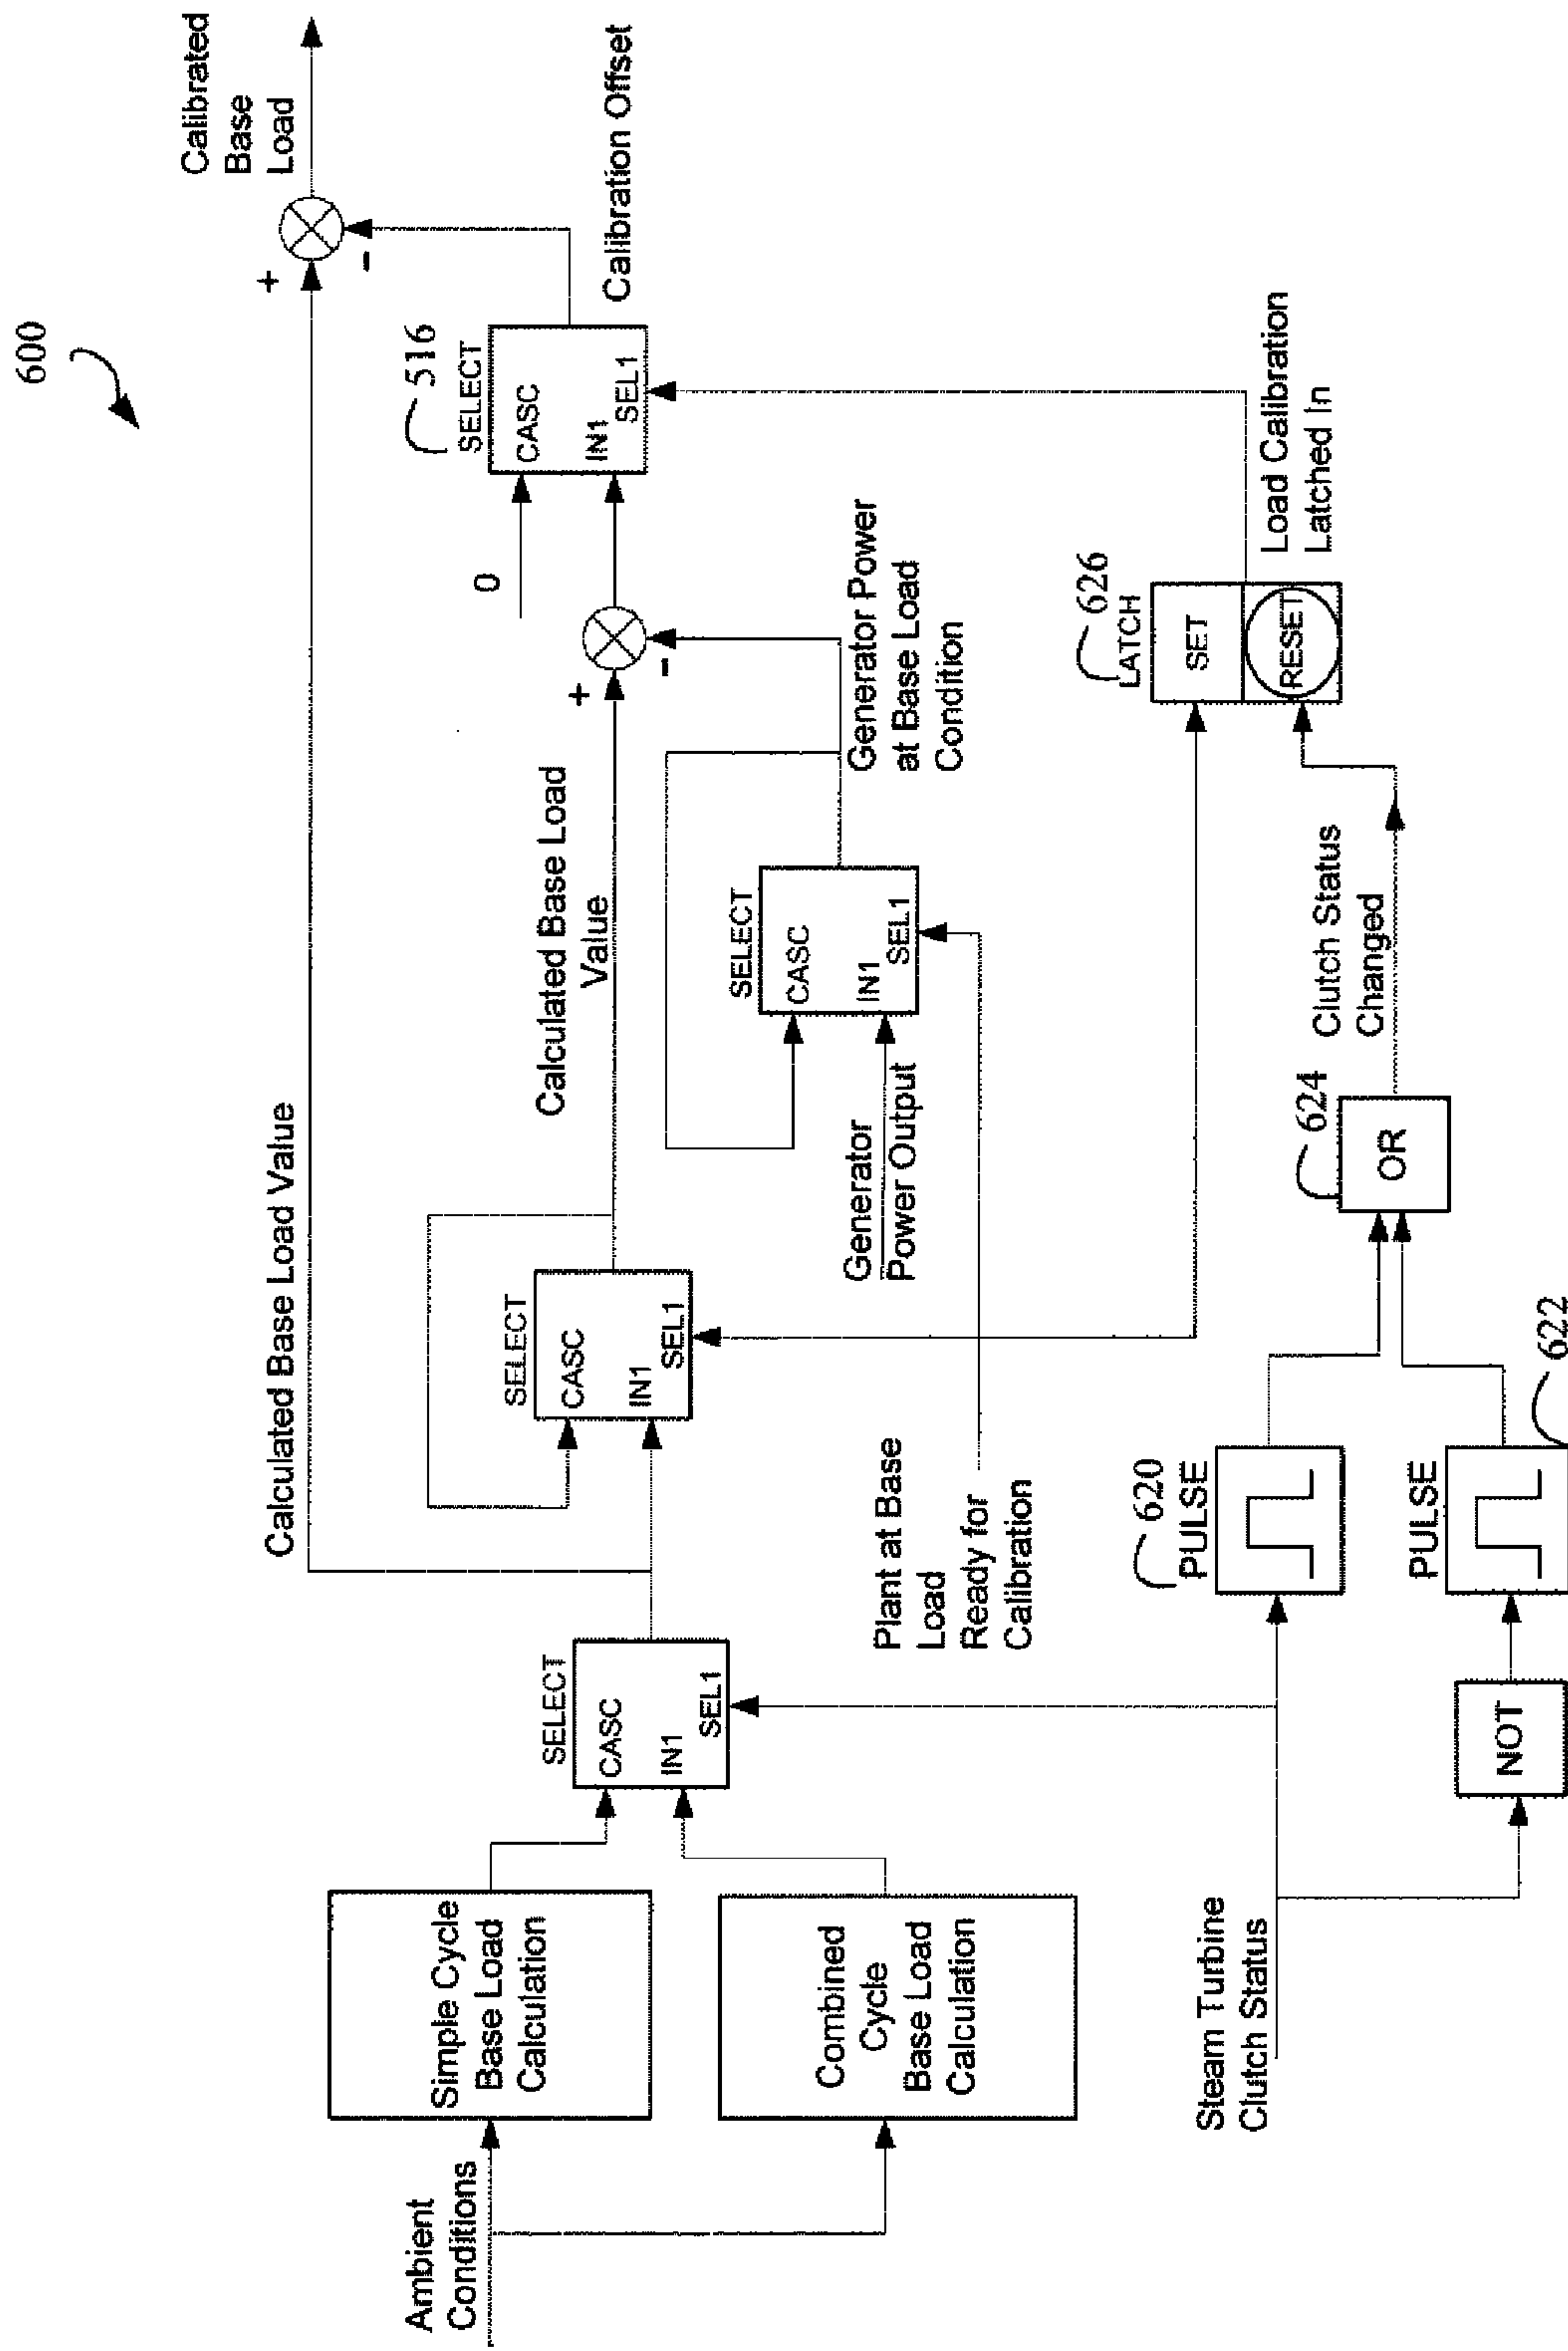 600
Calibrated
Base
Load
+
-
Calculated Base Load Value
516
SELECT
CASC
IN1
SEL1
0
Calibration Offset
Calculated Base Load
Value
+
-
SELECT
CASC
IN1
SEL1
SELECT
CASC
IN1
SEL1
Simple Cycle
Base Load
Calculation
Ambient
Conditions
Combined
Cycle
Base Load
Calculation
SELECT
CASC
IN1
SEL1
Generator
Power Output
Generator Power
at Base Load
Condition
Plant at Base
Load
Ready for
Calibration
626
LATCH
SET
RESET
Load Calibration
Latched In
Steam Turbine
Clutch Status
620
PULSE
624
OR
Clutch Status
Changed
NOT
PULSE
622